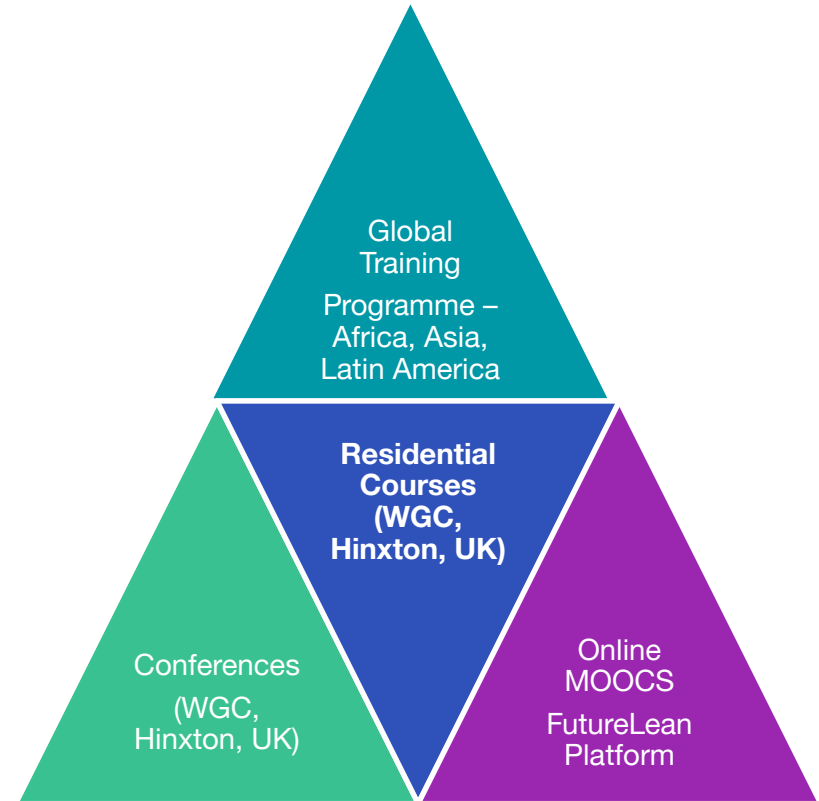 Global
Training
Programme –
Africa, Asia,
Latin America
Residential
Courses
(WGC,
Hinxton, UK)
Conferences
(WGC,
Hinxton, UK)
Online
MOOCS
FutureLean
Platform